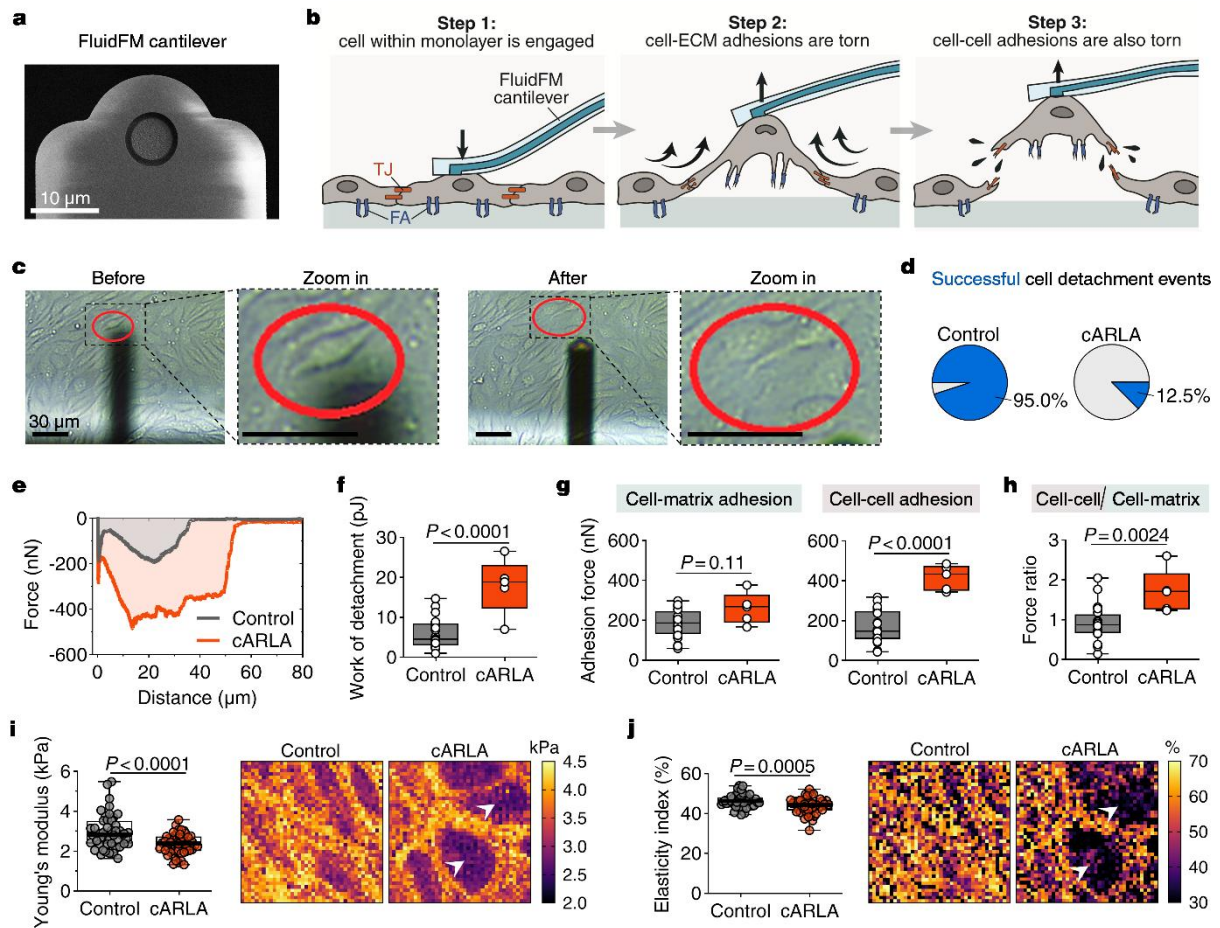 a
FluidFM cantilever
10 µm
b
Step 1:
cell within monolayer is engaged
FluidFM
cantilever
TJ
FA
Step 2:
cell-ECM adhesions are torn
Step 3:
cell-cell adhesions are also torn
c
Before
Zoom in
After
Zoom in
30 µm
d
Successful cell detachment events
Control
cARLA
95.0%
12.5%
e
Force (nN)
0
-200
-400
-600
Control
cARLA
0 20 40 60 80
Distance (µm)
f
Work of detachment (pJ)
30
20
10
0
P < 0.0001
Control cARLA
g
Cell-matrix adhesion
Adhesion force (nN)
600
400
200
0
P = 0.11
Control cARLA
Cell-cell adhesion
600
400
200
0
P < 0.0001
Control cARLA
h
Cell-cell / Cell-matrix
Force ratio
3
2
1
0
P = 0.0024
Control cARLA
i
Young's modulus (kPa)
6
4
2
0
P < 0.0001
Control cARLA
Control
cARLA
kPa
4.5
4.0
3.5
3.0
2.5
2.0
j
Elasticity index (%)
60
40
20
0
P = 0.0005
Control cARLA
Control
cARLA
%
70
60
50
40
30